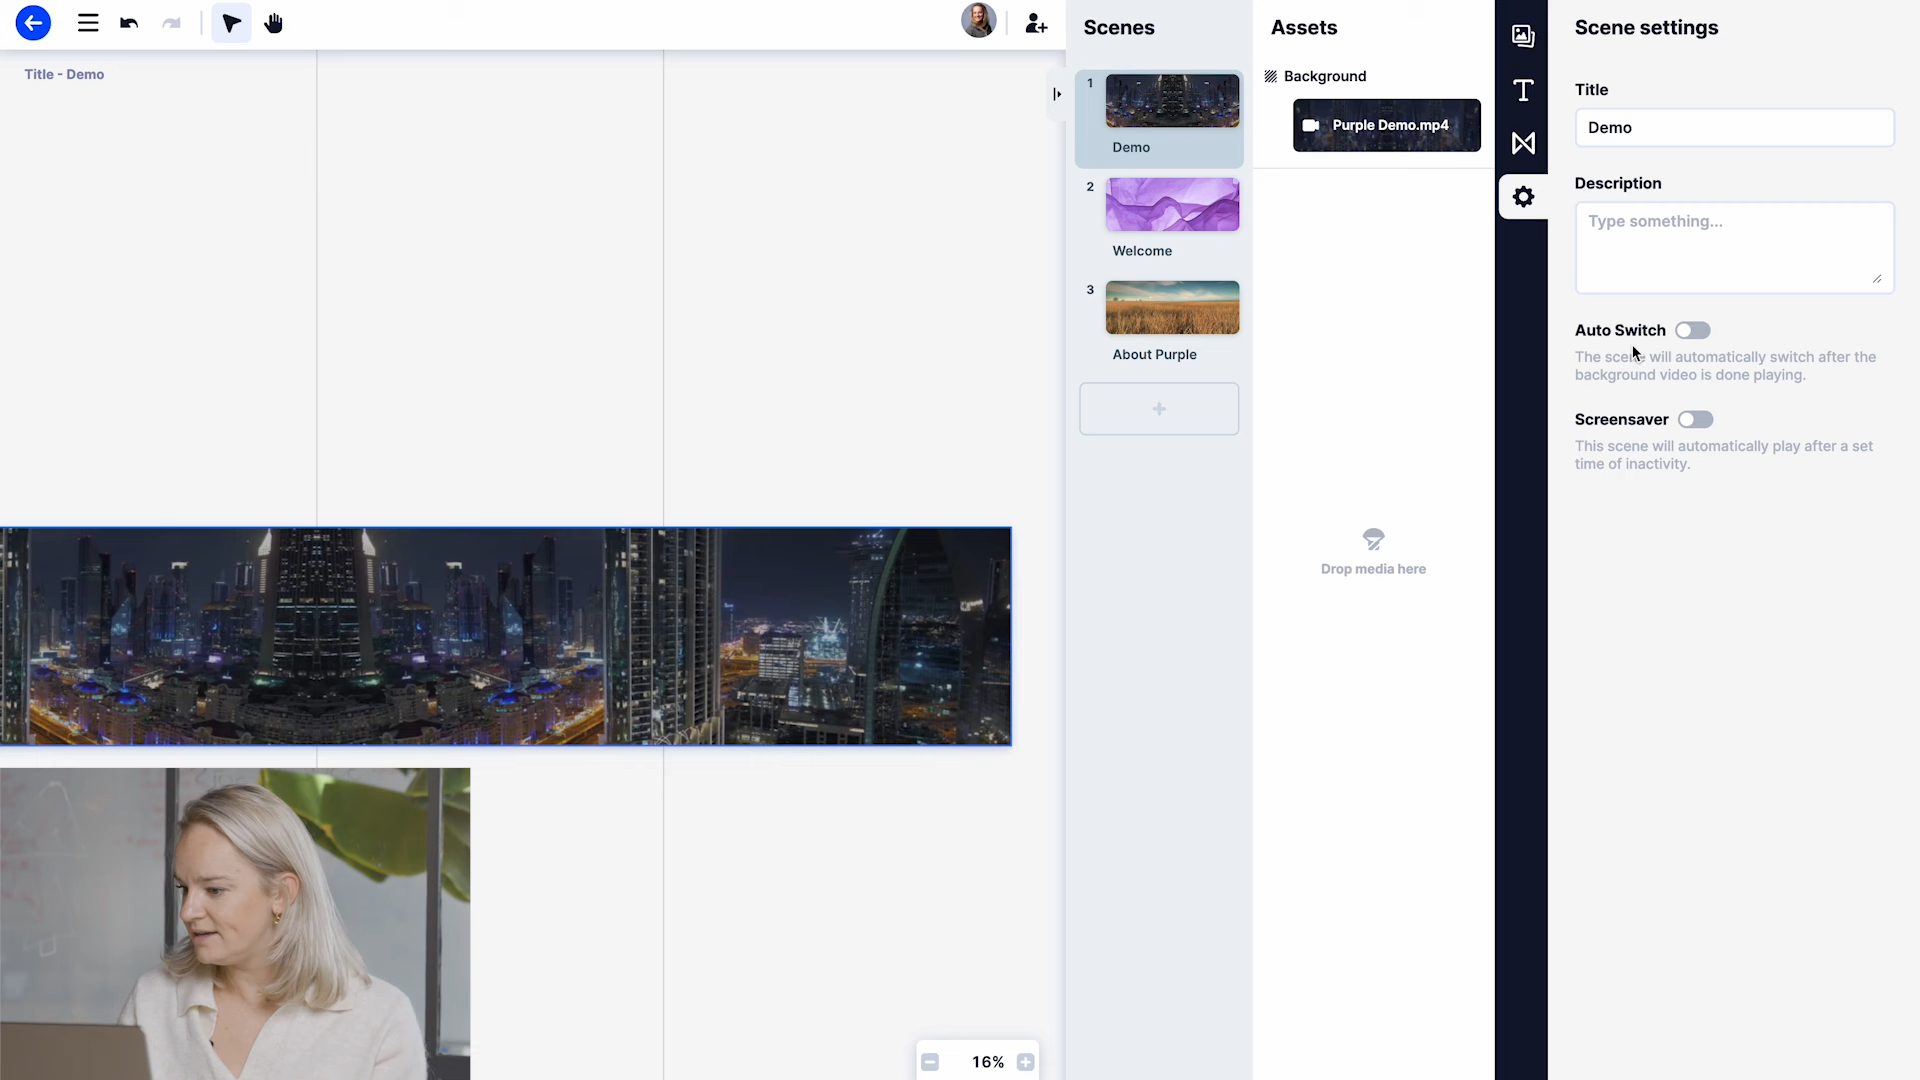 Title - Demo
Scenes
1
Demo
2
Welcome
3
About Purple
Assets
Background
Purple Demo.mp4
Drop media here
Scene settings
Title
Demo
Description
Type something...
Auto Switch
The scene will automatically switch after the
background video is done playing.
Screensaver
This scene will automatically play after a set
time of inactivity.
16%